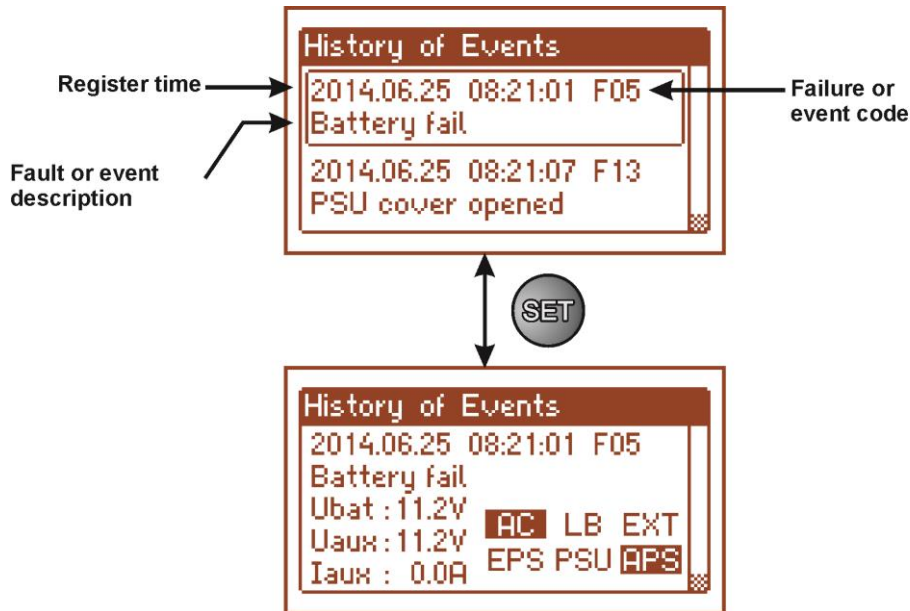 History of Events
Register time
2014.06.25 08:21:01 F05
Failure or
event code
Battery fail
Fault or event
description
2014.06.25 08:21:07 F13
PSU cover opened
SET
History of Events
2014.06.25 08:21:01 F05
Battery fail
Ubat : 11.2V
Uaux : 11.2V
Iaux : 0.0A
AC LB EXT
EPS PSU APS